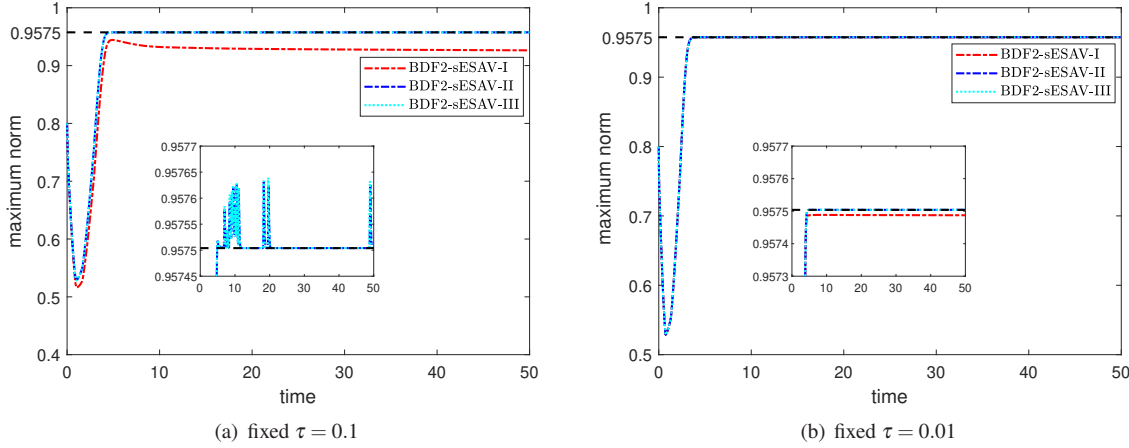 1
0.9575
0.9
0.8
0.7
0.6
0.5
0.4
maximum norm
0 10 20 30 40 50
time
BDF2-sESAV-I
BDF2-sESAV-II
BDF2-sESAV-III
0.9577
0.95765
0.9576
0.95755
0.9575
0.95745
0 10 20 30 40 50
(a) fixed τ = 0.1
1
0.9575
0.9
0.8
0.7
0.6
0.5
maximum norm
0 10 20 30 40 50
time
BDF2-sESAV-I
BDF2-sESAV-II
BDF2-sESAV-III
0.9577
0.9576
0.9575
0.9574
0.9573
0 10 20 30 40 50
(b) fixed τ = 0.01